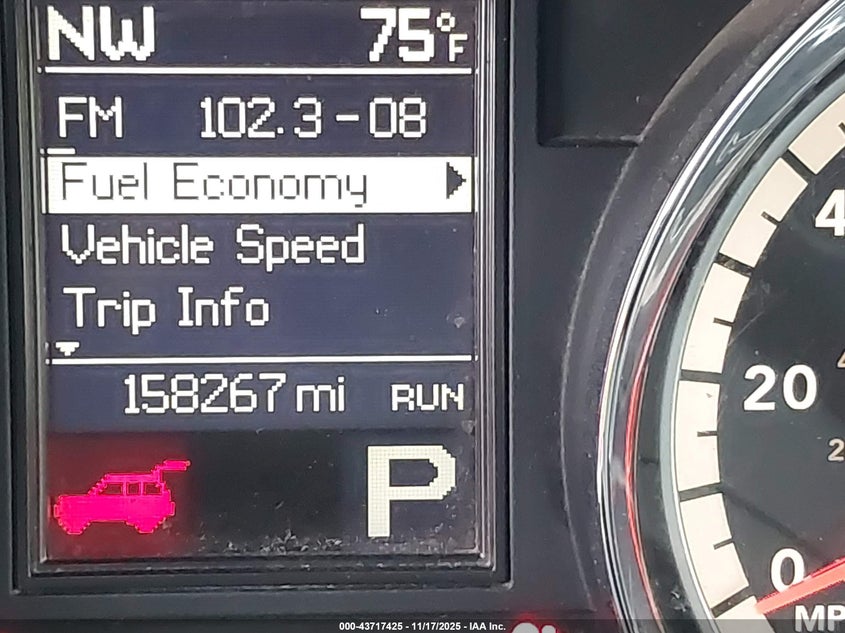 NW 75°F
FM 102.3-08
Fuel Economy
Vehicle Speed
Trip Info
158267 mi RUN
P
4
20
2
0
MP
000-43717425 - 11/17/2025 - IAA Inc.